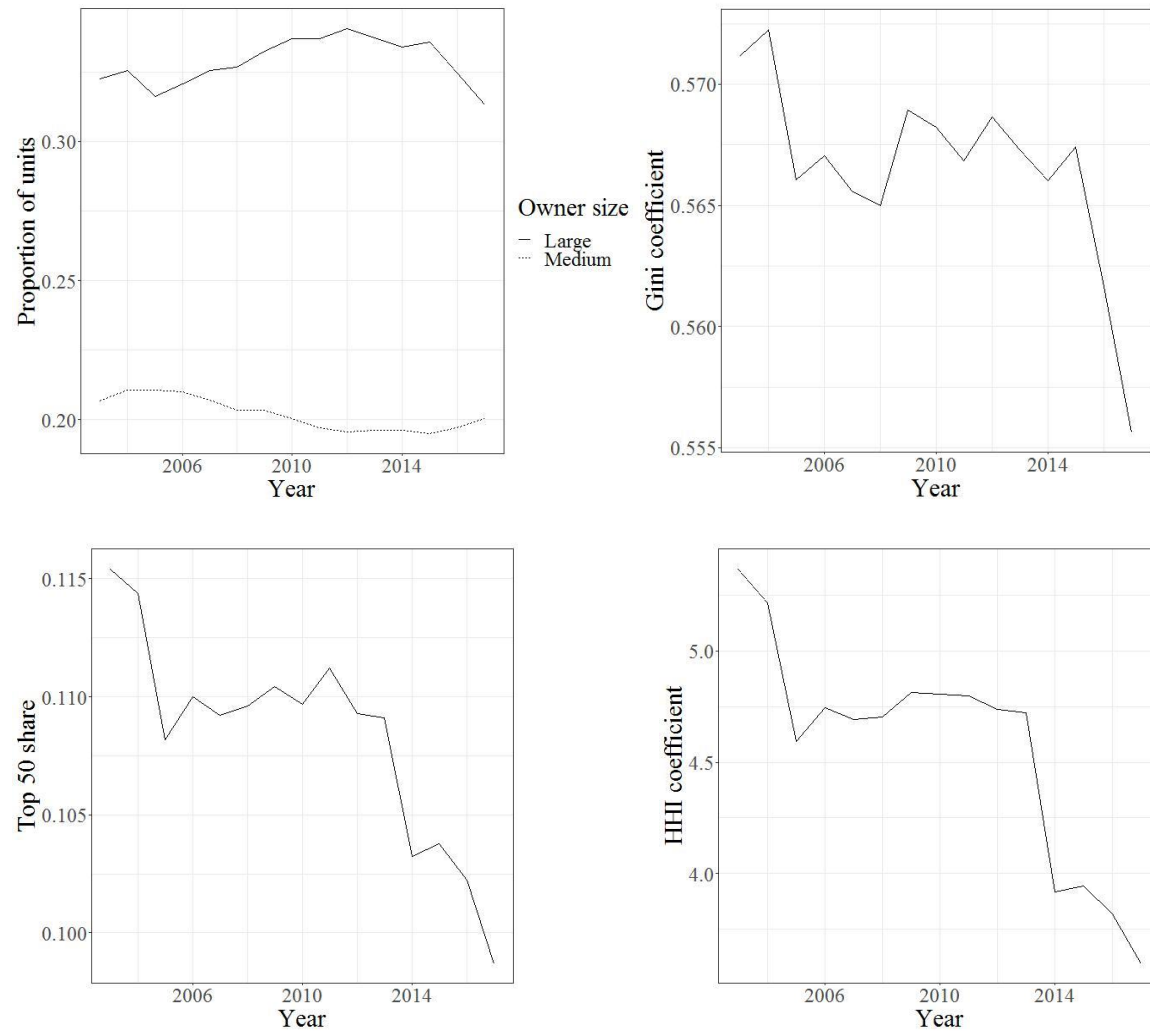 Proportion of units
0.30
0.25
0.20
2006 2010 2014
Year
Owner size
Large
Medium
Gini coefficient
0.570
0.565
0.560
0.555
2006 2010 2014
Year
Top 50 share
0.115
0.110
0.105
0.100
2006 2010 2014
Year
HHI coefficient
5.0
4.5
4.0
2006 2010 2014
Year